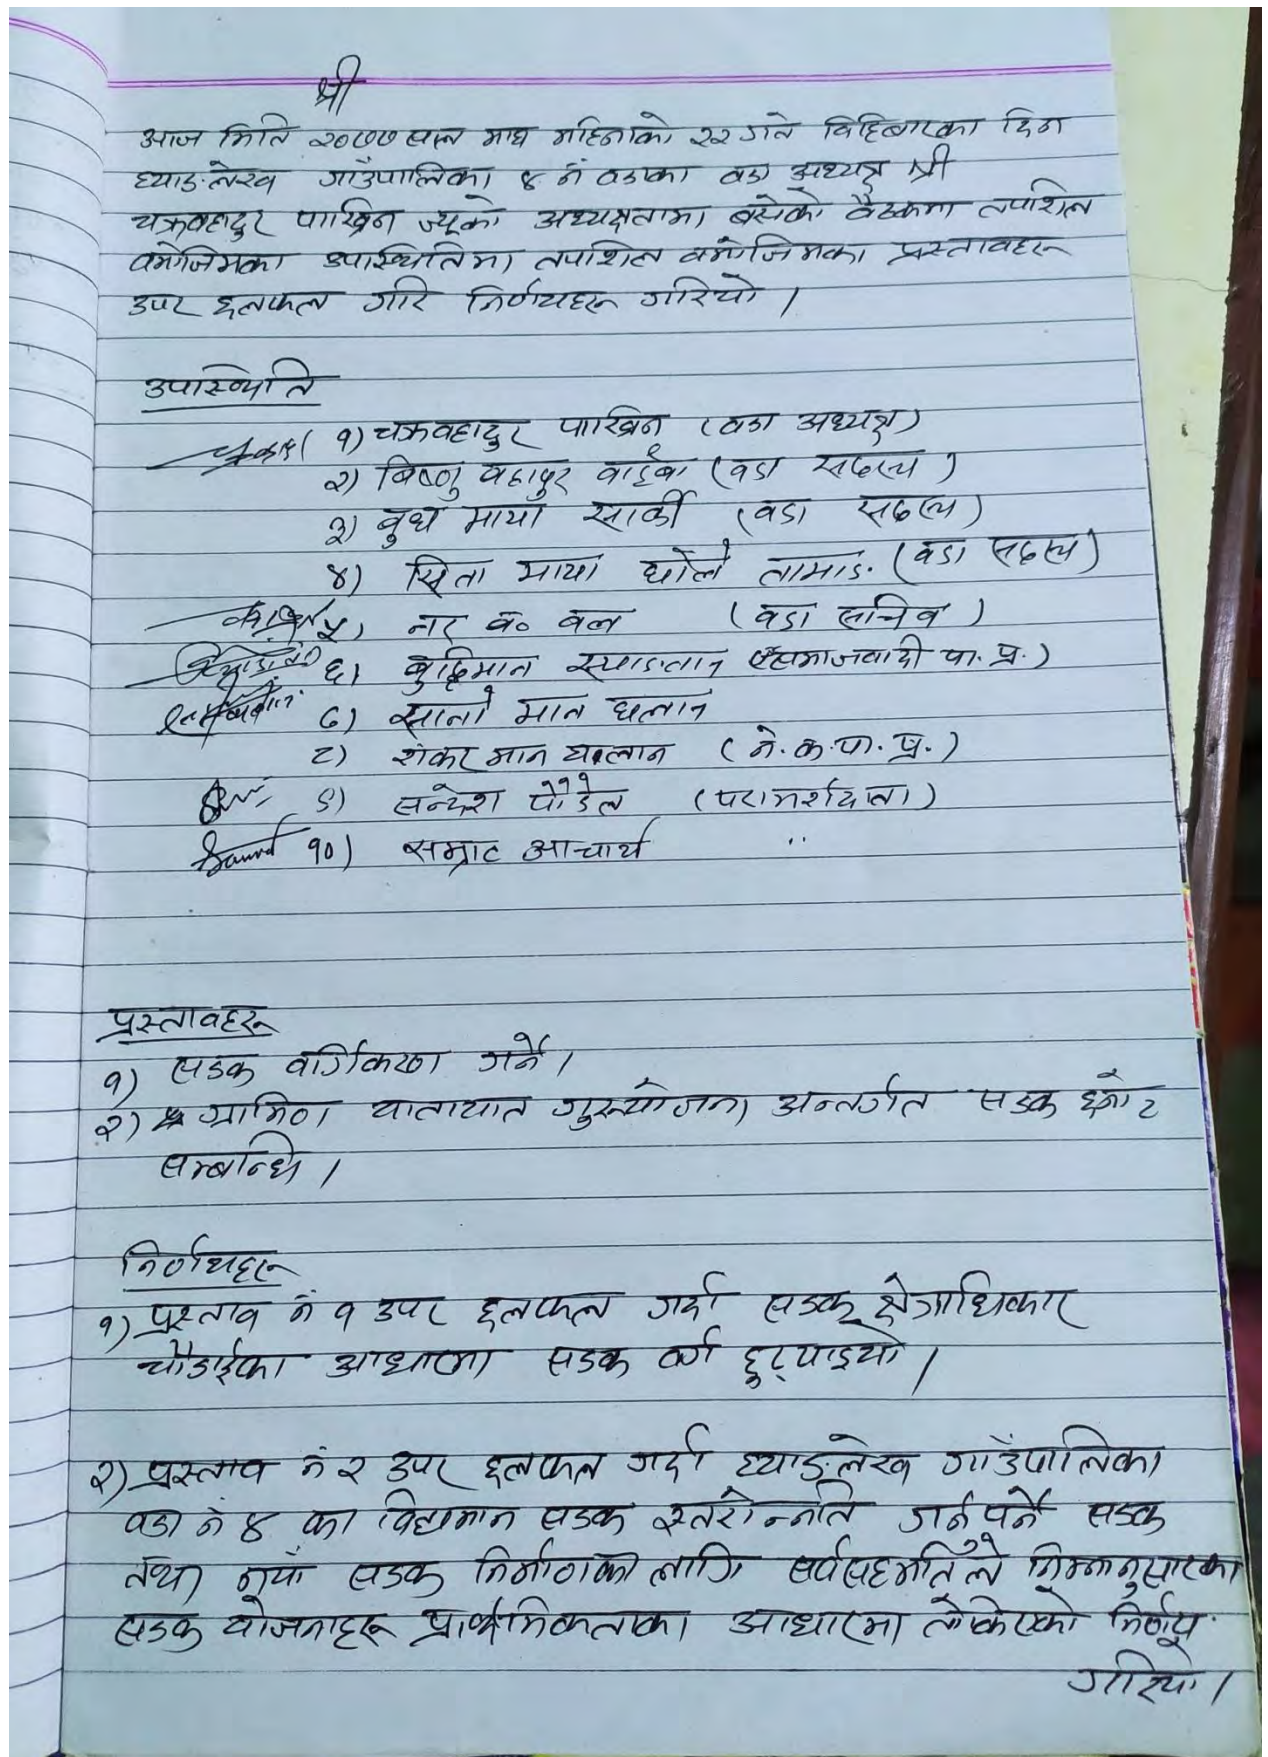 श्री
आज मिति २०७७ साल माघ महिनाको २२ गते विहिबारका दिन
घ्याङलेख गाउँपालिका ४ नं वडाका वडा अध्यक्ष श्री
चक्रबहादुर पाख्रिन ज्यूको अध्यक्षतामा बसेको बैठकमा तपशिल
बमोजिमका उपस्थितिमा तपशिल बमोजिमका प्रस्तावहरू
उपर छलफल गरि निर्णयहरू गरियो ।
उपस्थिति
१) चक्रवहादुर पाख्रिन (वडा अध्यक्ष)
२) बिष्णु वहादुर वाईबा (वडा सदस्य)
३) बुध माया सार्की (वडा सदस्य)
४) सिता माया घोले तामाङ (वडा सदस्य)
५) नर ब० बल (वडा सचिव)
६) बुद्धिमान स्याङतान समाजवादी पा. प्र.)
७) सानो मान घलान
८) शंकर मान घलान (ने.क.पा. प्र.)
९) सन्देश पौडेल (परामर्शदाता)
१०) सम्राट आचार्य "
प्रस्तावहरू
१) सडक वर्गिकरण गर्ने ।
२) ग्रामिण यातायात गुरुयोजना अन्तर्गत सडक छनोट
सम्बन्धि ।
निर्णयहरू
१) प्रस्ताव नं १ उपर छलफल गर्दा सडक क्षेत्राधिकार
चौडाईका आधारमा सडक वर्ग छुट्याइयो ।
२) प्रस्ताव नं २ उपर छलफल गर्दा घ्याङलेख गाउँपालिका
वडा नं ४ का विद्यमान सडक स्तरोन्नति गर्नुपर्ने सडक
तथा नयाँ सडक निर्माणको लागि सर्वसहमतिले निम्नानुसारका
सडक योजनाहरू प्राथमिकताका आधारमा तोकिएको निर्णय
गरियो ।